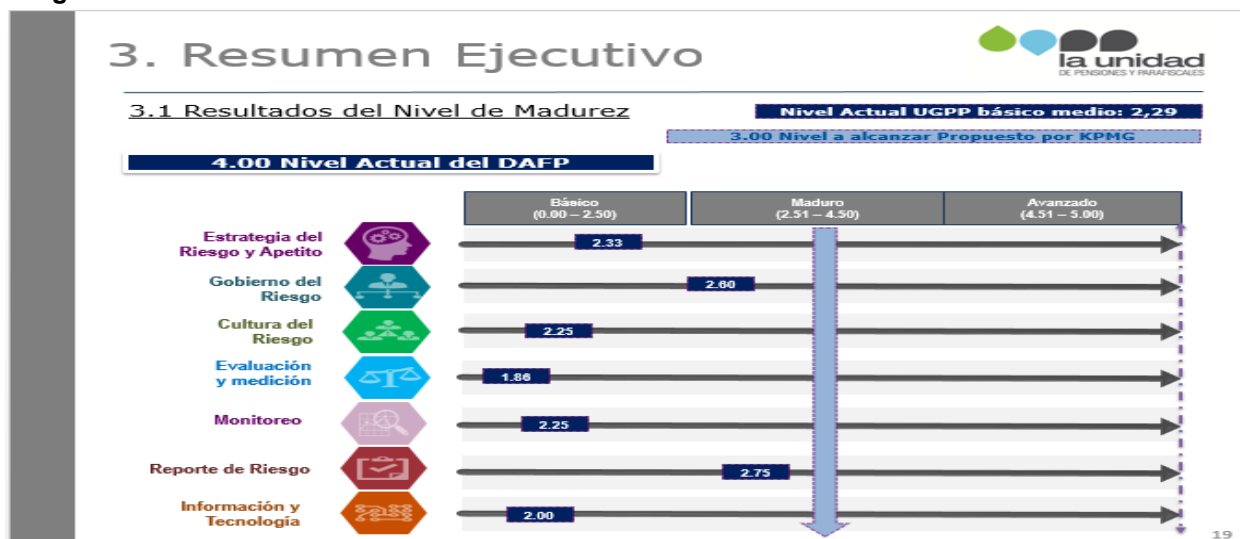 3. Resumen Ejecutivo
la unidad
DE PENSIONES Y PARAFISCALES
3.1 Resultados del Nivel de Madurez
Nivel Actual UGPP básico medio: 2,29
3.00 Nivel a alcanzar Propuesto por KPMG
4.00 Nivel Actual del DAFP
Básico
(0.00 – 2.50)
Maduro
(2.51 – 4.50)
Avanzado
(4.51 – 5.00)
Estrategia del
Riesgo y Apetito
2.33
Gobierno del
Riesgo
2.60
Cultura del
Riesgo
2.25
Evaluación
y medición
1.86
Monitoreo
2.25
Reporte de Riesgo
2.75
Información y
Tecnología
2.00
19